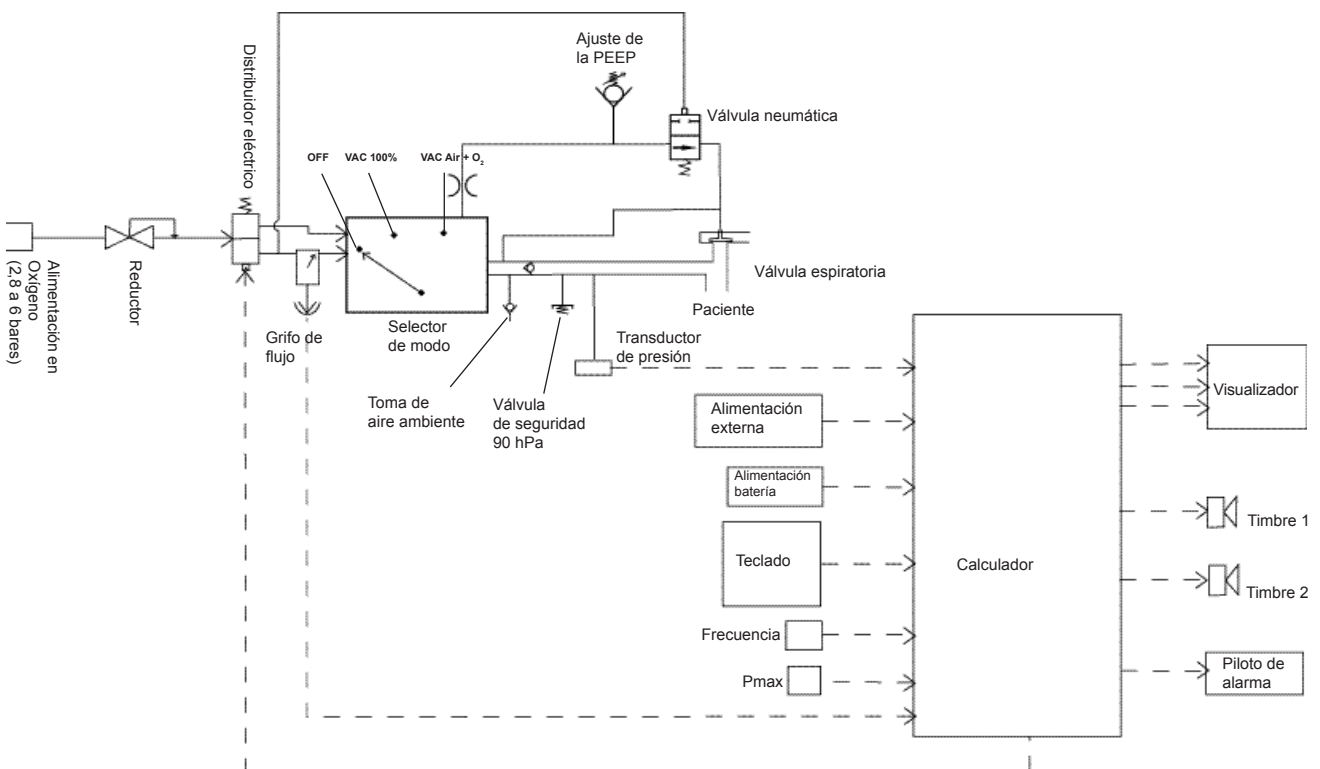 Ajuste de
la PEEP
Válvula neumática
Distribuidor eléctrico
OFF
VAC 100%
VAC Air + O₂
Alimentación en
Oxígeno
(2,8 a 6 bares)
Reductor
Válvula espiratoria
Paciente
Grifo de
flujo
Selector
de modo
Transductor
de presión
Toma de
aire ambiente
Válvula
de seguridad
90 hPa
Alimentación
externa
Visualizador
Alimentación
batería
Timbre 1
Teclado
Calculador
Timbre 2
Frecuencia
Pmax
Piloto de
alarma